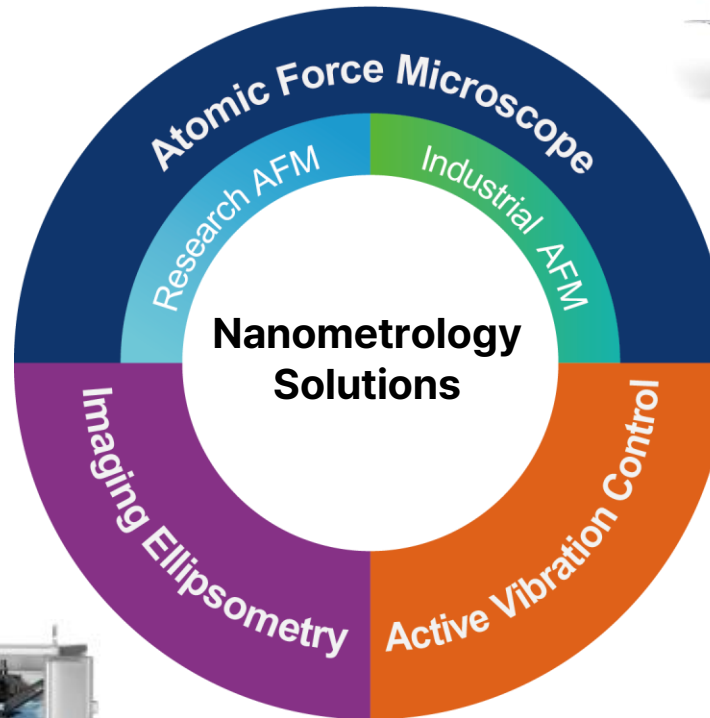 Atomic Force Microscope
Research AFM
Industrial AFM
Nanometrology
Solutions
Imaging Ellipsometry
Active Vibration Control